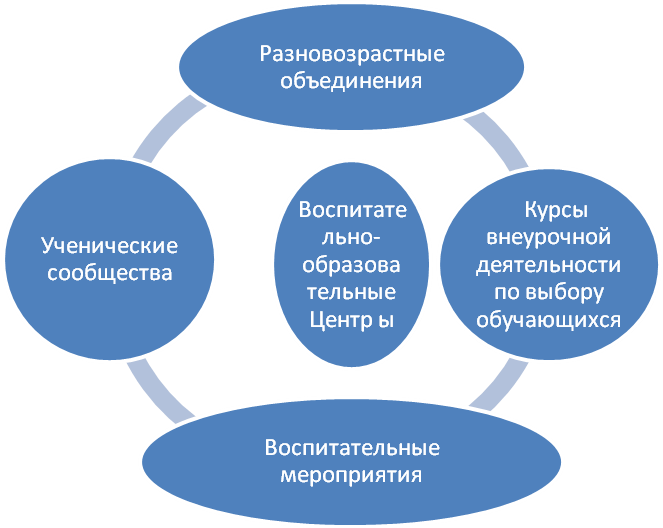 Разновозрастные
объединения
Ученические
сообщества
Воспитате
льно-
образова
тельные
Центр ы
Курсы
внеурочной
деятельности
по выбору
обучающихся
Воспитательные
мероприятия